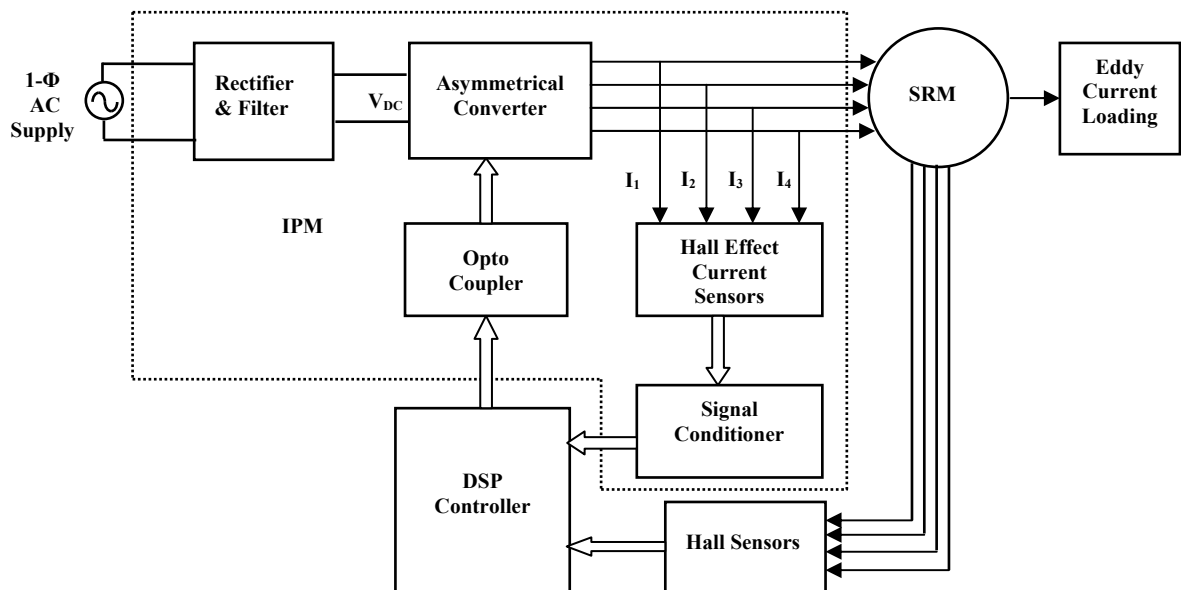 1-Φ
AC
Supply
Rectifier
& Filter
VDC
Asymmetrical
Converter
SRM
Eddy
Current
Loading
I1
I2
I3
I4
IPM
Opto
Coupler
Hall Effect
Current
Sensors
Signal
Conditioner
DSP
Controller
Hall Sensors